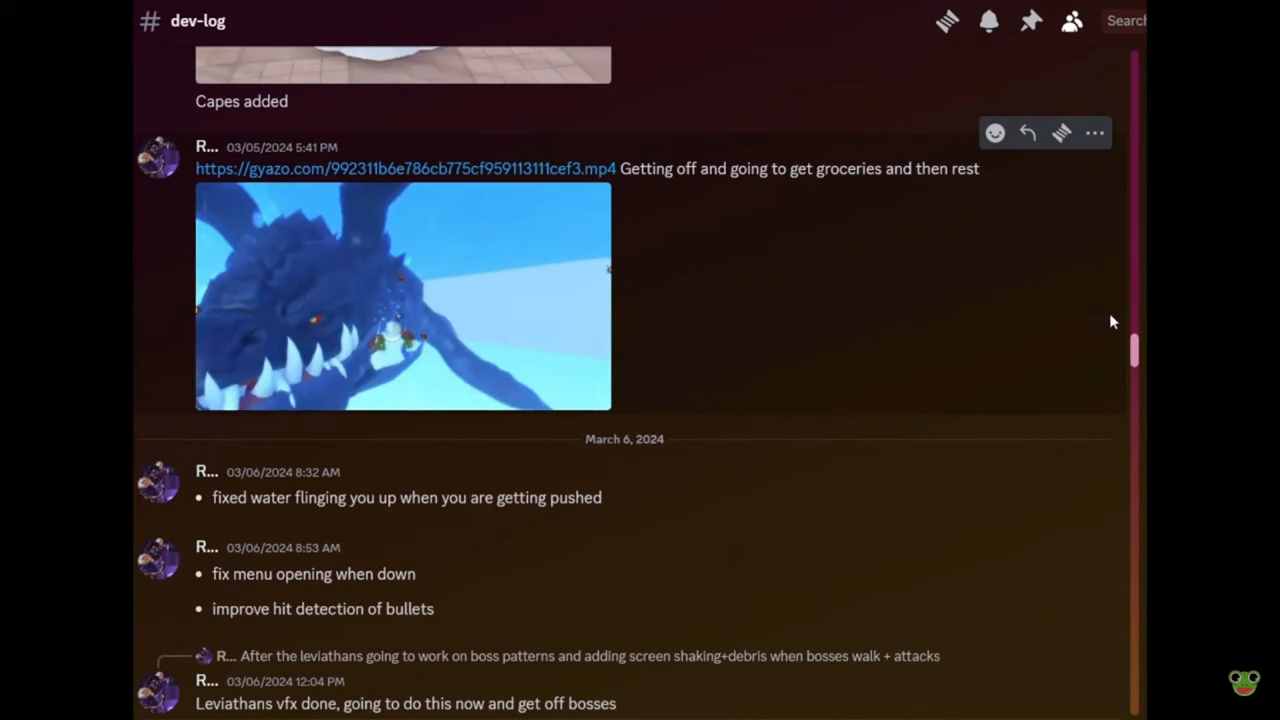 # dev-log
Search
Capes added
R... 03/05/2024 5:41 PM
https://gyazo.com/992311b6e786cb775cf959113111cef3.mp4 Getting off and going to get groceries and then rest
March 6, 2024
R... 03/06/2024 8:32 AM
• fixed water flinging you up when you are getting pushed
R... 03/06/2024 8:53 AM
• fix menu opening when down
• improve hit detection of bullets
R... After the leviathans going to work on boss patterns and adding screen shaking+debris when bosses walk + attacks
R... 03/06/2024 12:04 PM
Leviathans vfx done, going to do this now and get off bosses